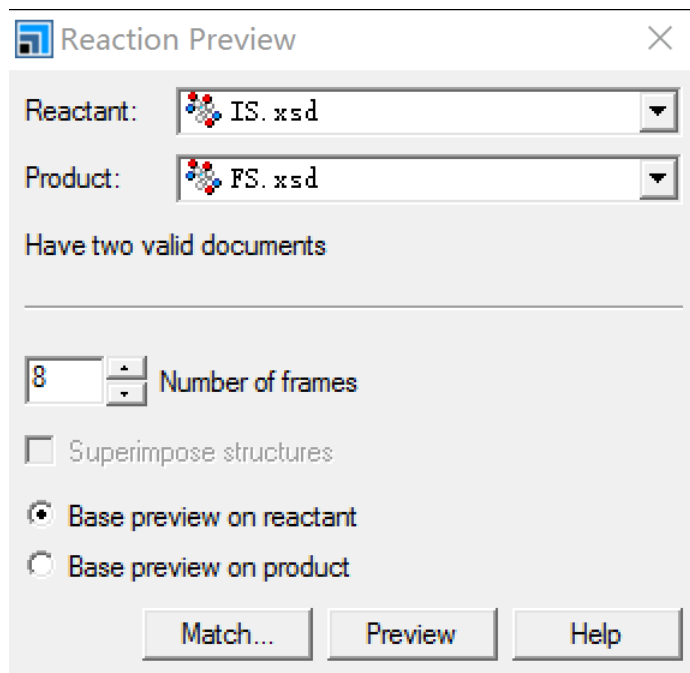 Reaction Preview
Reactant: IS.xsd
Product: FS.xsd
Have two valid documents
8 Number of frames
Superimpose structures
Base preview on reactant
Base preview on product
Match... Preview Help